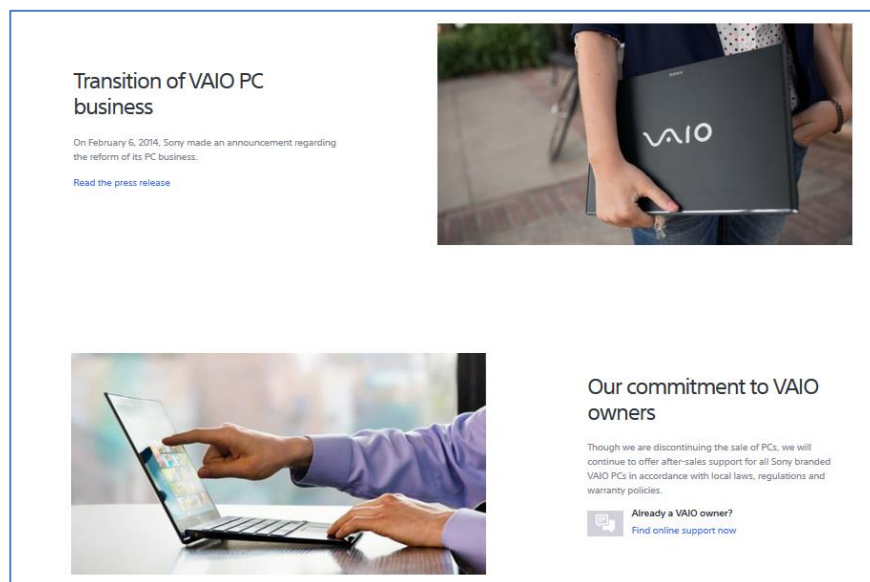 Transition of VAIO PC
business
On February 6, 2014, Sony made an announcement regarding
the reform of its PC business.
Read the press release
SONY
VAIO
Our commitment to VAIO
owners
Though we are discontinuing the sale of PCs, we will
continue to offer after-sales support for all Sony branded
VAIO PCs in accordance with local laws, regulations and
warranty policies.
Already a VAIO owner?
Find online support now